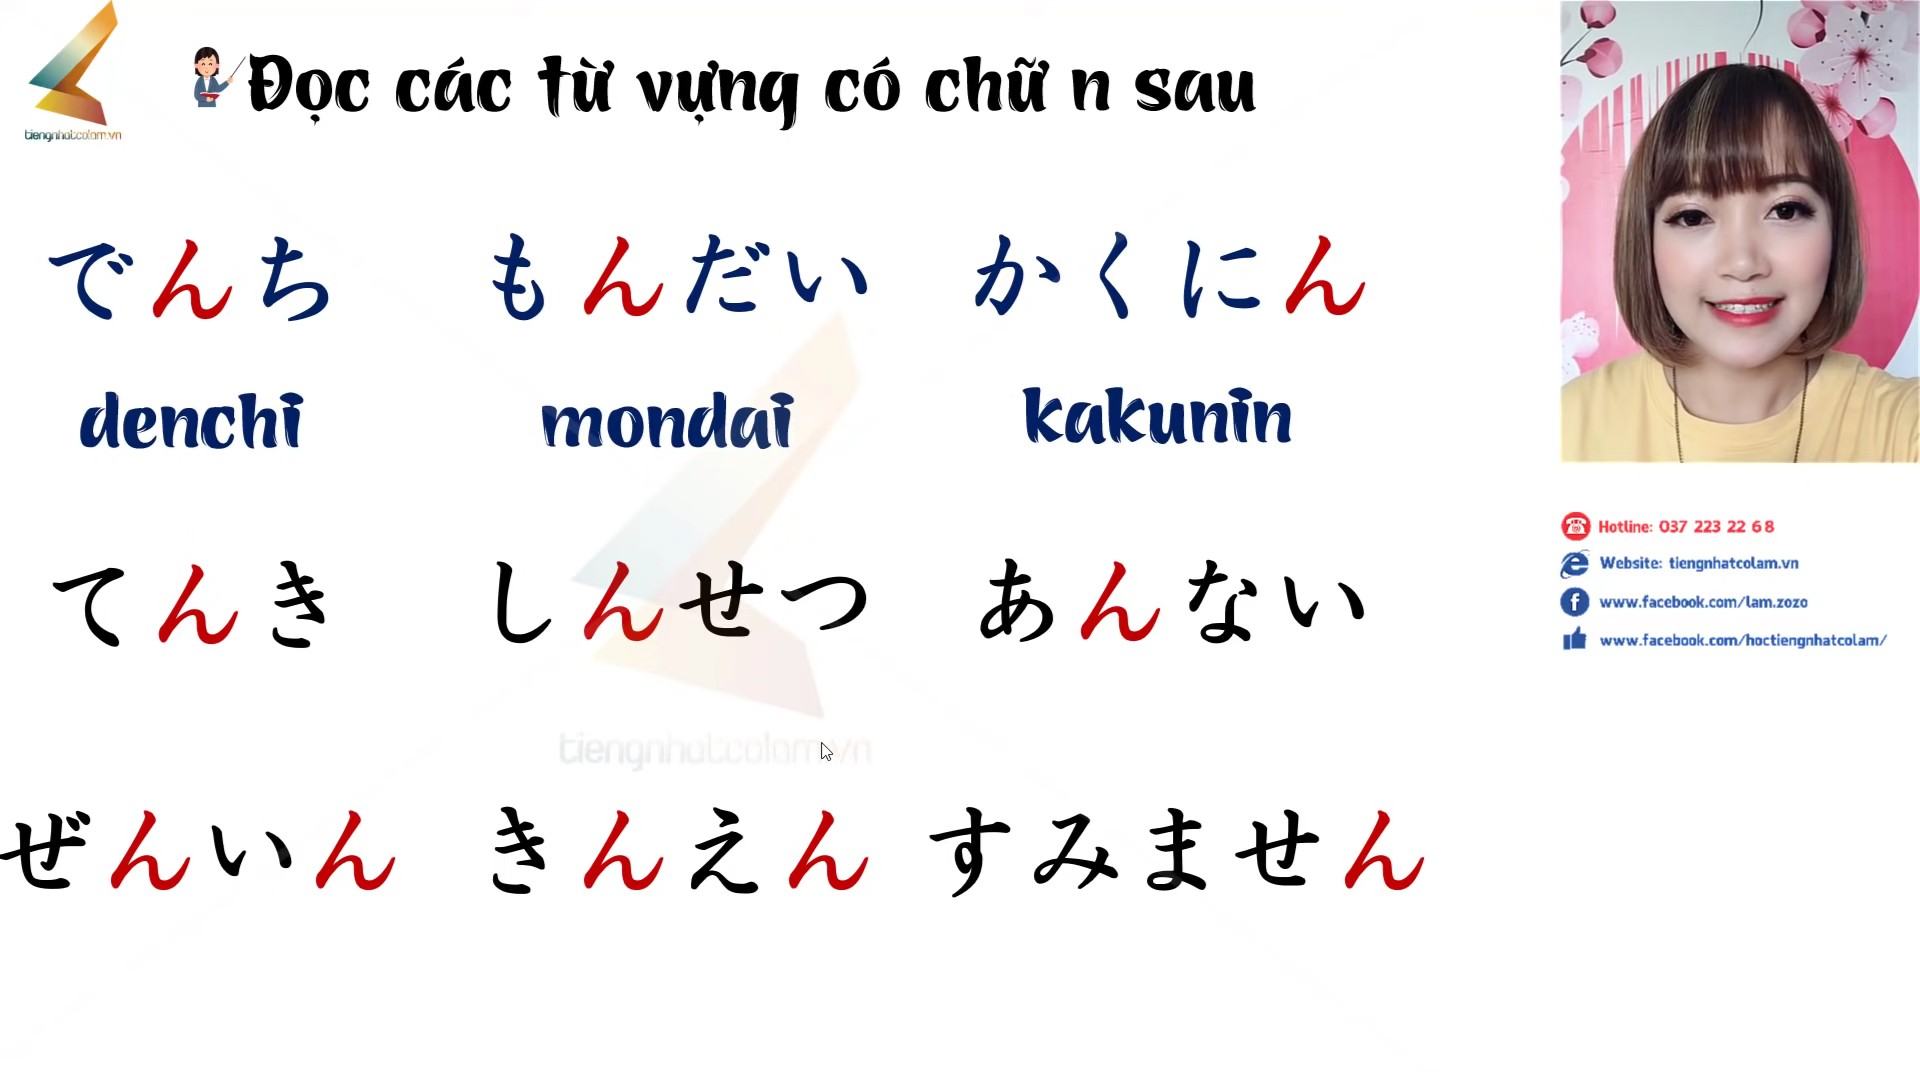 tiengnhatcolam.vn
Đọc các từ vựng có chữ n sau
でんち もんだい かくにん
denchi mondai kakunin
てんき しんせつ あんない
tiengnhatcolam.vn
ぜんいん きんえん すみません
Hotline: 037 223 22 68
Website: tiengnhatcolam.vn
www.facebook.com/lam.zozo
www.facebook.com/hoctiengnhatcolam/